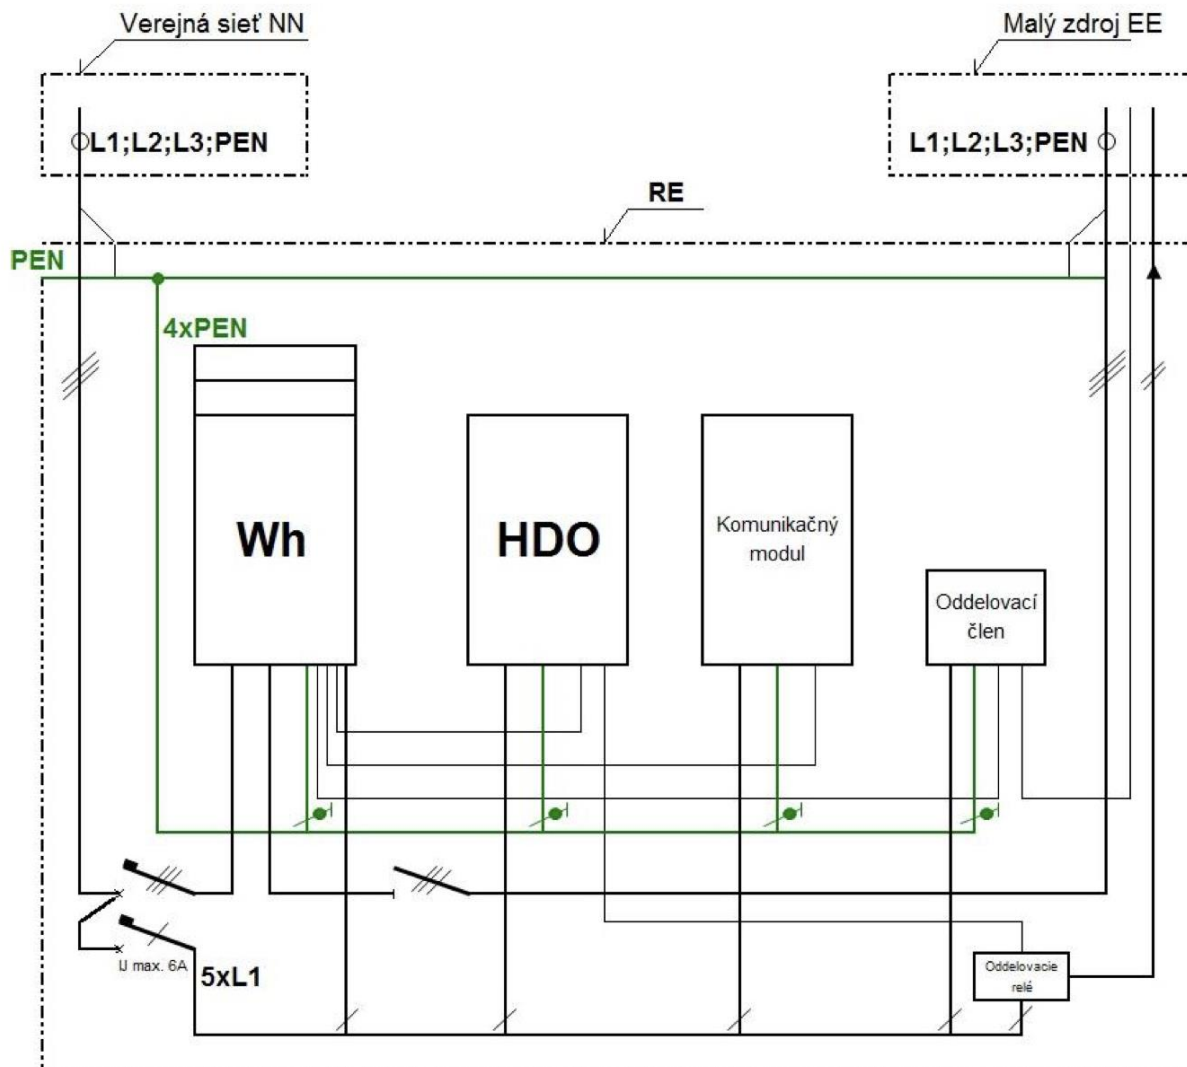 Verejná sieť NN
Malý zdroj EE
L1;L2;L3;PEN
L1;L2;L3;PEN
RE
PEN
4xPEN
Wh
HDO
Komunikačný
modul
Oddelovací
člen
IJ max. 6A
5xL1
Oddelovacie
relé